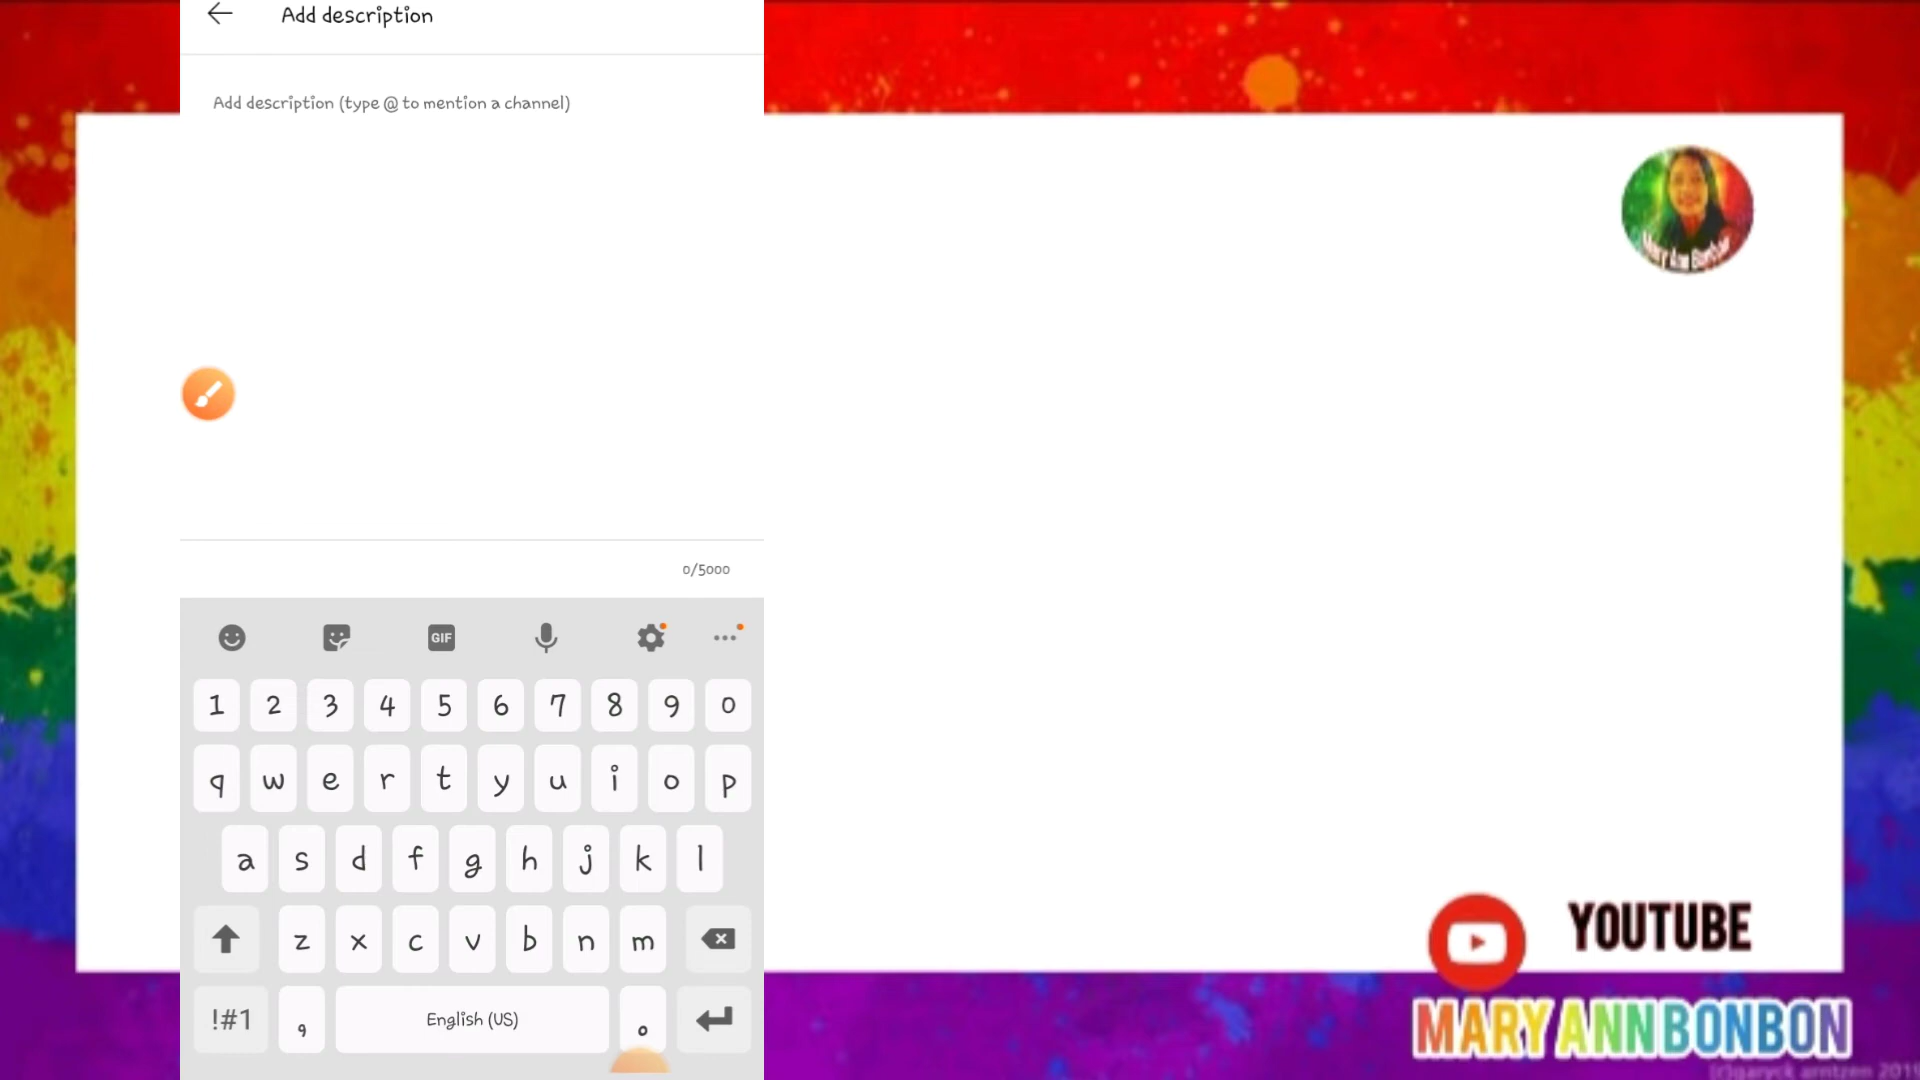 Add description
Add description (type @ to mention a channel)
0/5000
GIF
1 2 3 4 5 6 7 8 9 0
q w e r t y u i o p
a s d f g h j k l
z x c v b n m
!#1 , English (US) .
YOUTUBE
MARY ANN BONBON